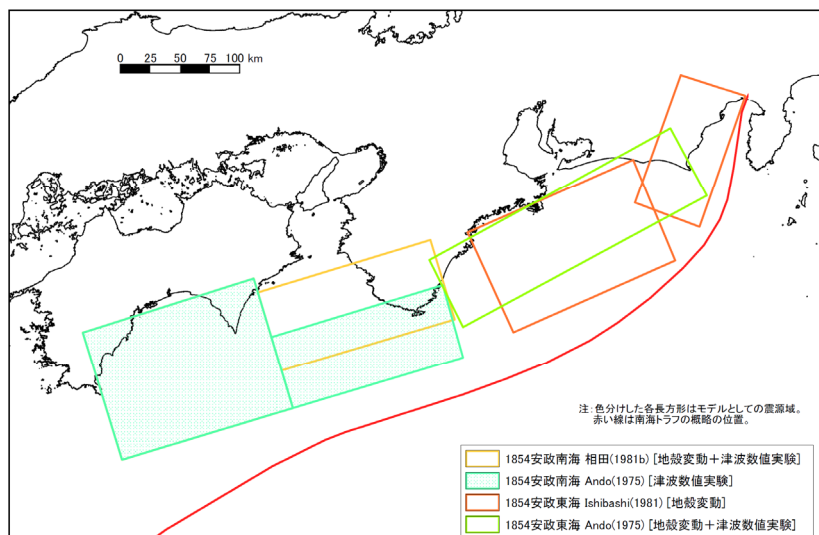 0 25 50 75 100 km
注:色分けした各長方形はモデルとしての震源域。
赤い線は南海トラフの概略の位置。
1854安政南海 相田(1981b) [地殻変動+津波数値実験]
1854安政南海 Ando(1975) [津波数値実験]
1854安政東海 Ishibashi(1981) [地殻変動]
1854安政東海 Ando(1975) [地殻変動+津波数値実験]